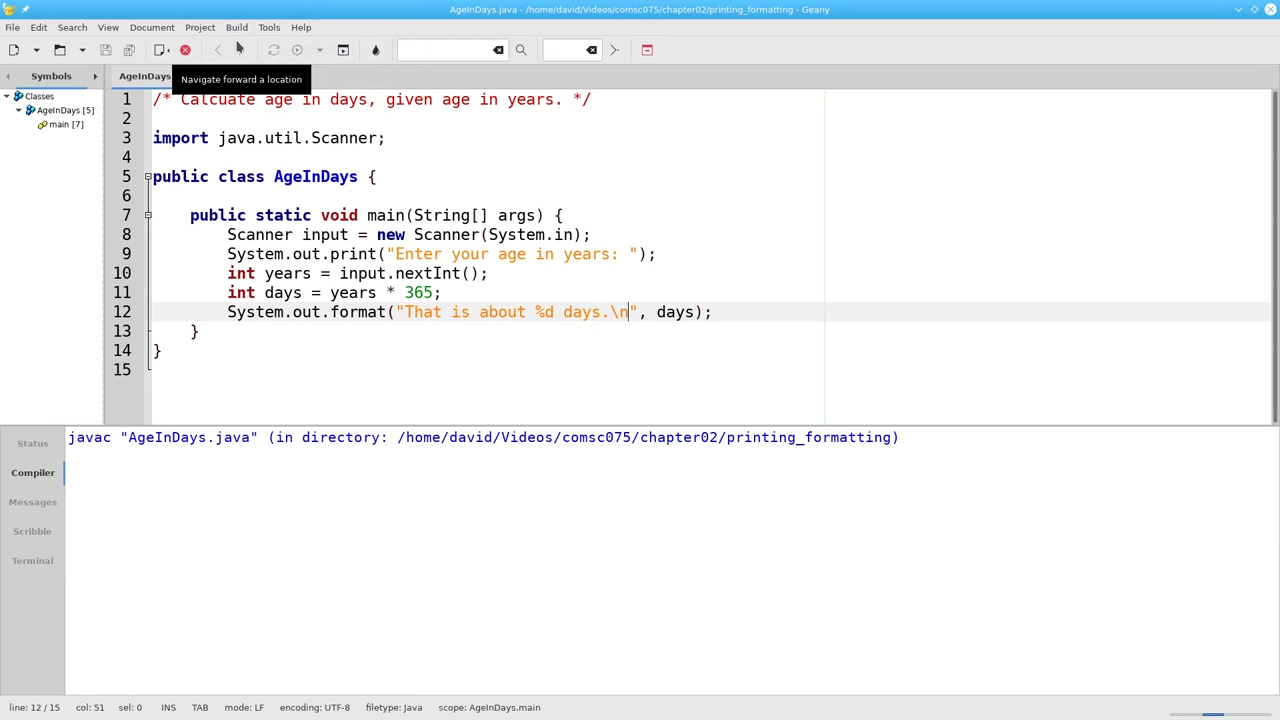 AgeInDays.java - /home/david/Videos/comsc075/chapter02/printing_formatting - Geany
File Edit Search View Document Project Build Tools Help
Symbols
AgeInDays
Navigate forward a location
Classes
AgeInDays [5]
main [7]
1 /* Calcuate age in days, given age in years. */
2
3 import java.util.Scanner;
4
5 public class AgeInDays {
6
7 public static void main(String[] args) {
8 Scanner input = new Scanner(System.in);
9 System.out.print("Enter your age in years: ");
10 int years = input.nextInt();
11 int days = years * 365;
12 System.out.format("That is about %d days.\n", days);
13 }
14 }
15
Status
Compiler
Messages
Scribble
Terminal
javac "AgeInDays.java" (in directory: /home/david/Videos/comsc075/chapter02/printing_formatting)
line: 12 / 15 col: 51 sel: 0 INS TAB mode: LF encoding: UTF-8 filetype: Java scope: AgeInDays.main